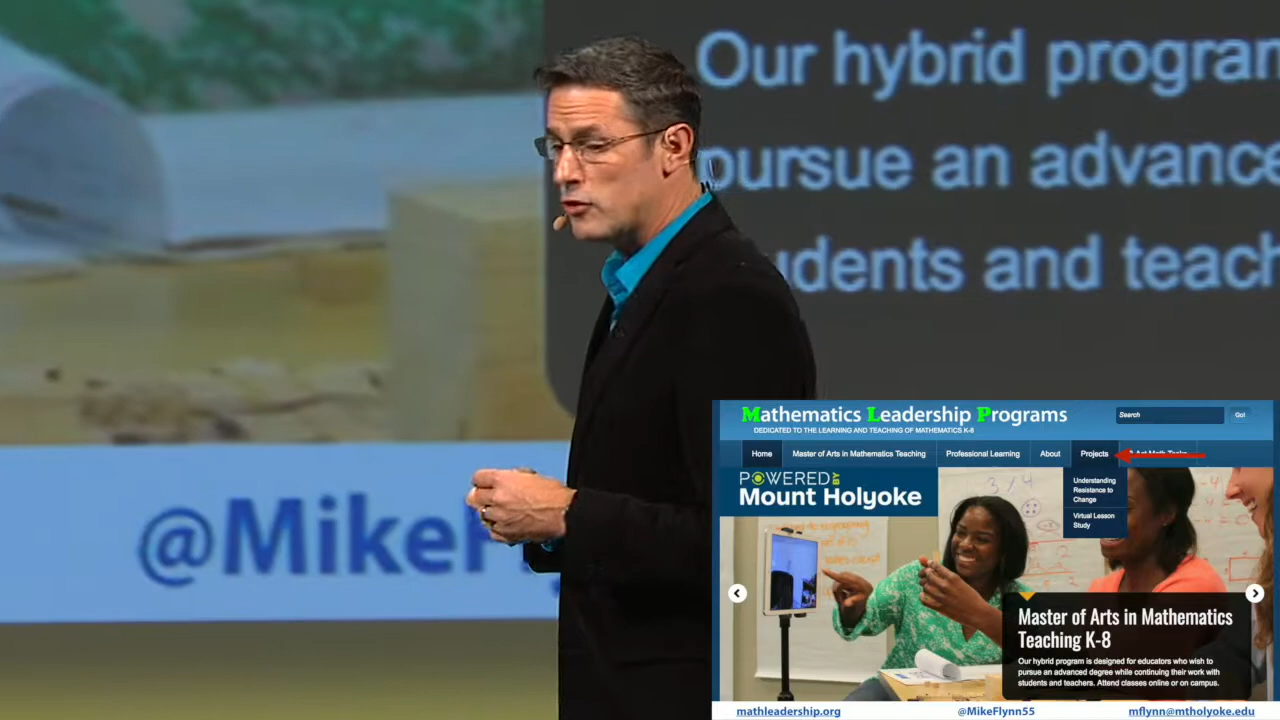 Our hybrid program
pursue an advance
udents and teach
@MikeF
Mathematics Leadership Programs
DEDICATED TO THE LEARNING AND TEACHING OF MATHEMATICS K-8
Search
Go!
Home
Master of Arts in Mathematics Teaching
Professional Learning
About
Projects
Understanding
Resistance to
Change
Virtual Lesson
Study
POWERED BY
Mount Holyoke
3/4
Master of Arts in Mathematics
Teaching K-8
Our hybrid program is designed for educators who wish to
pursue an advanced degree while continuing their work with
students and teachers. Attend classes online or on campus.
mathleadership.org
@MikeFlynn55
mflynn@mtholyoke.edu